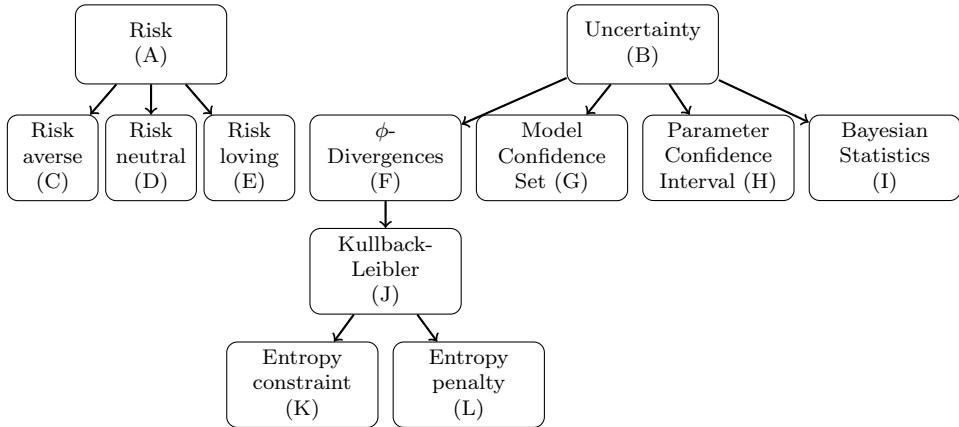 Risk
(A)
Uncertainty
(B)
Risk
averse
(C)
Risk
neutral
(D)
Risk
loving
(E)
ϕ-
Divergences
(F)
Model
Confidence
Set (G)
Parameter
Confidence
Interval (H)
Bayesian
Statistics
(I)
Kullback-
Leibler
(J)
Entropy
constraint
(K)
Entropy
penalty
(L)